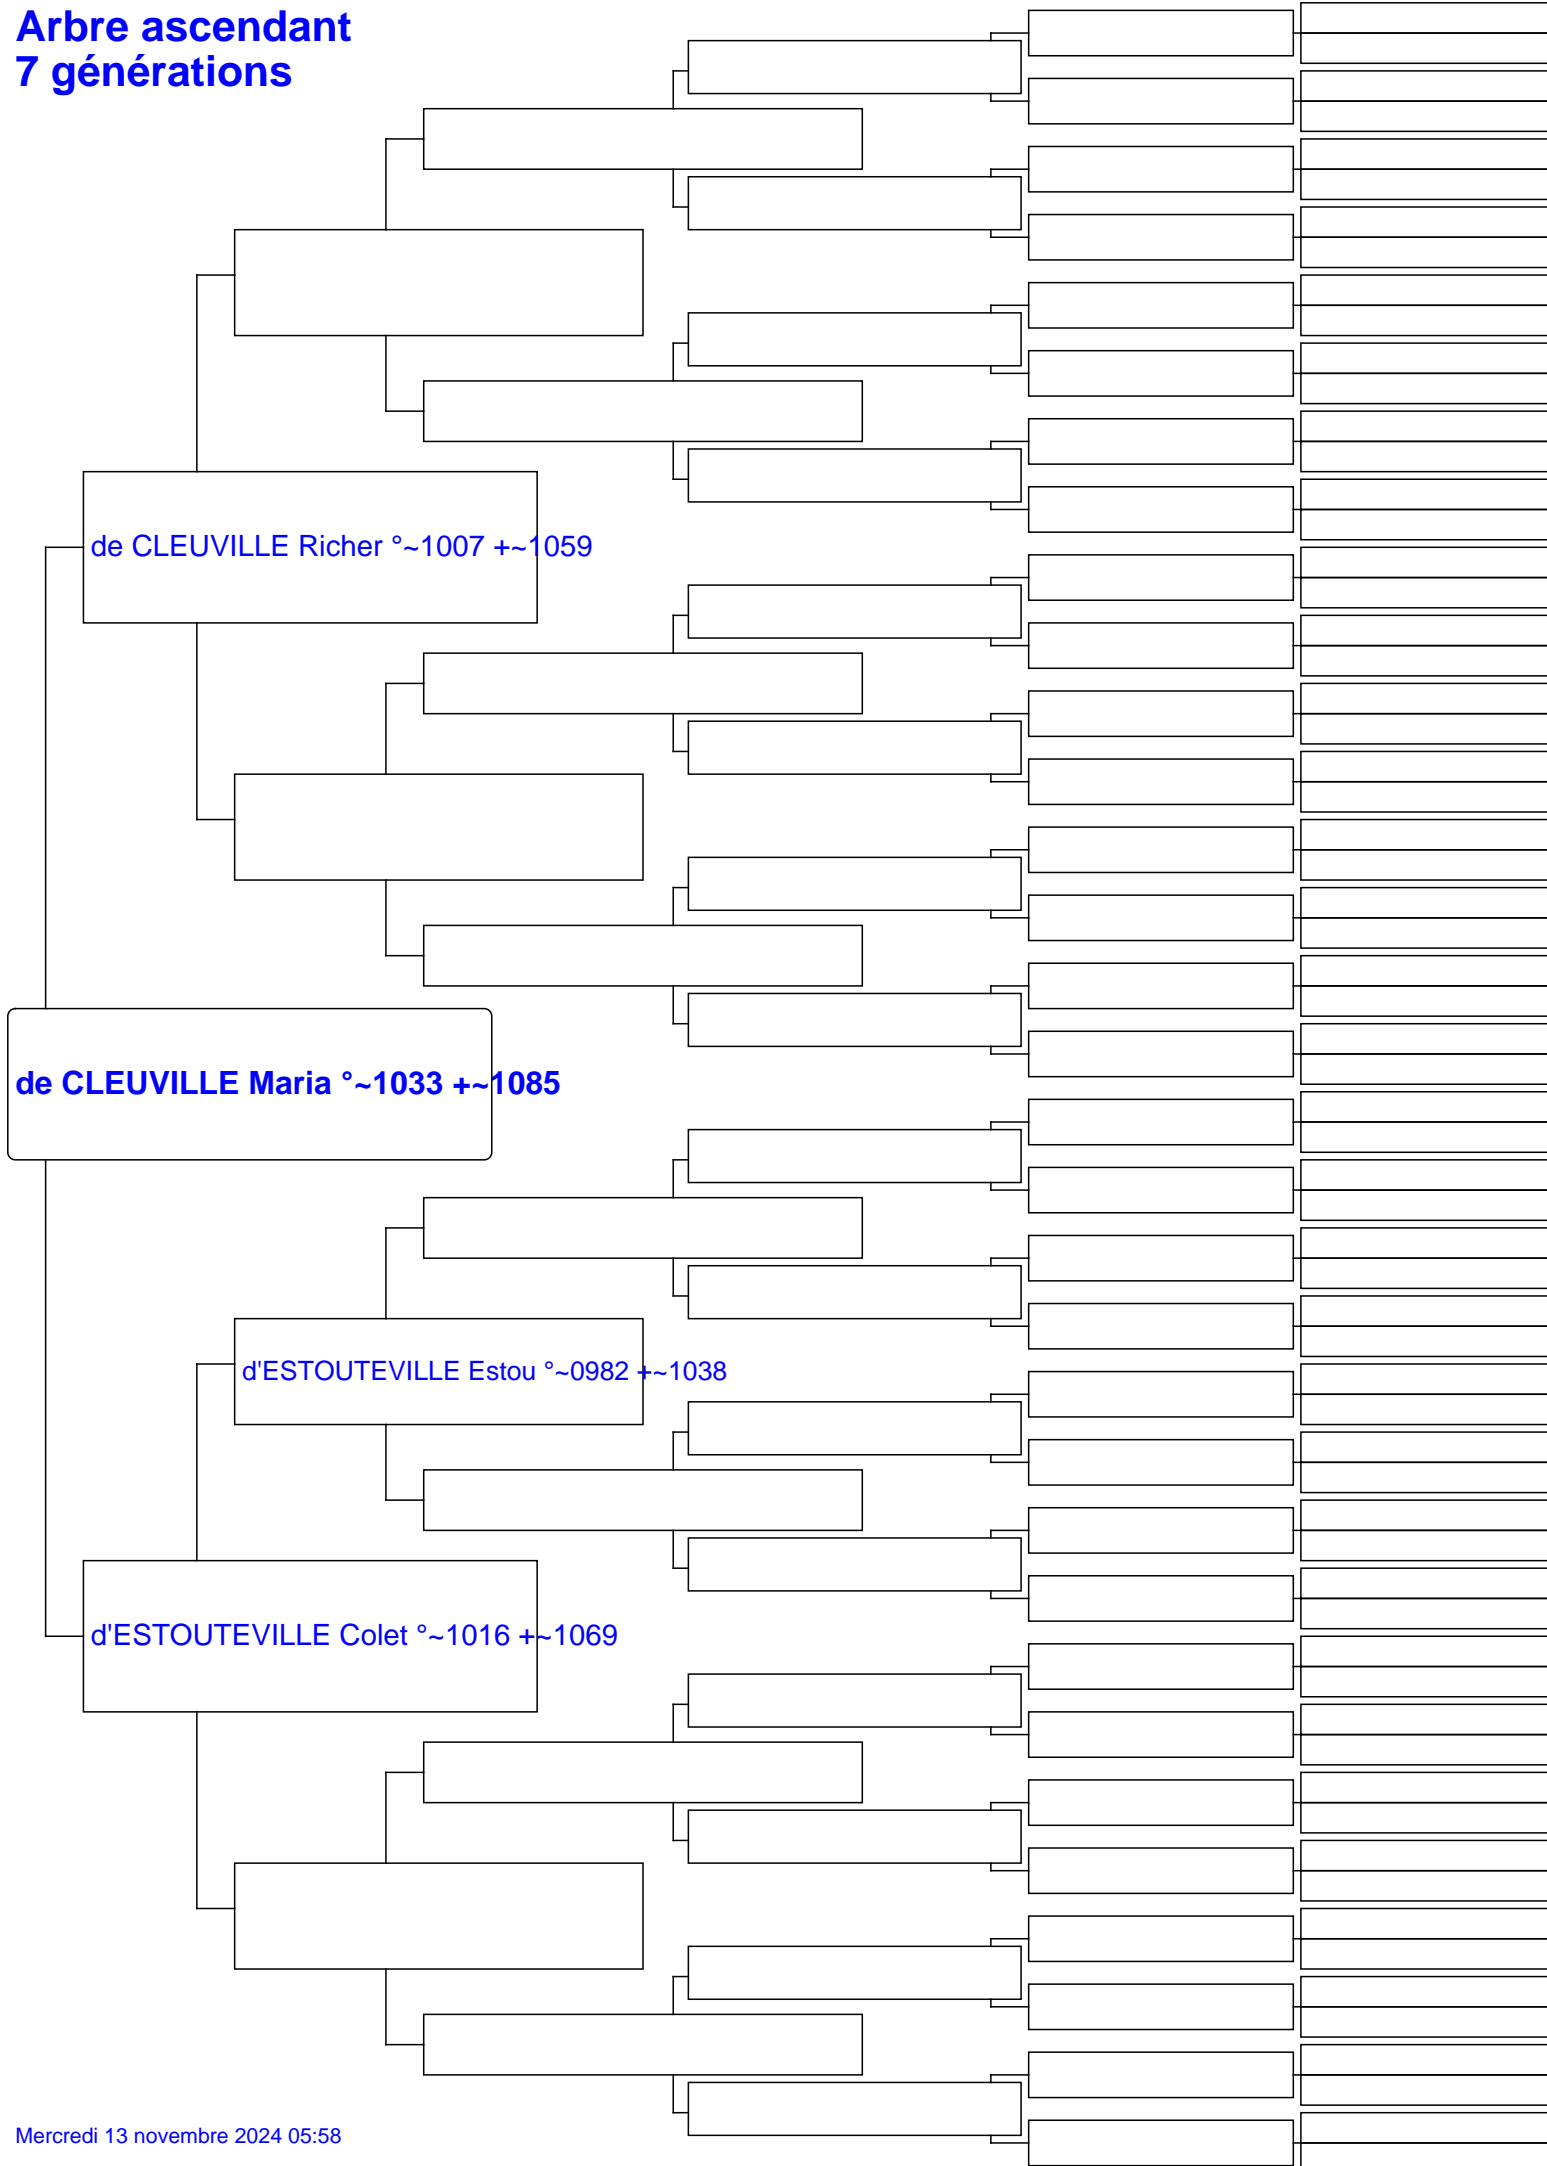 Arbre ascendant
7 générations
de CLEUVILLE Richer °~1007 +~1059
de CLEUVILLE Maria °~1033 +~1085
d'ESTOUTEVILLE Estou °~0982 +~1038
d'ESTOUTEVILLE Colet °~1016 +~1069
Mercredi 13 novembre 2024 05:58